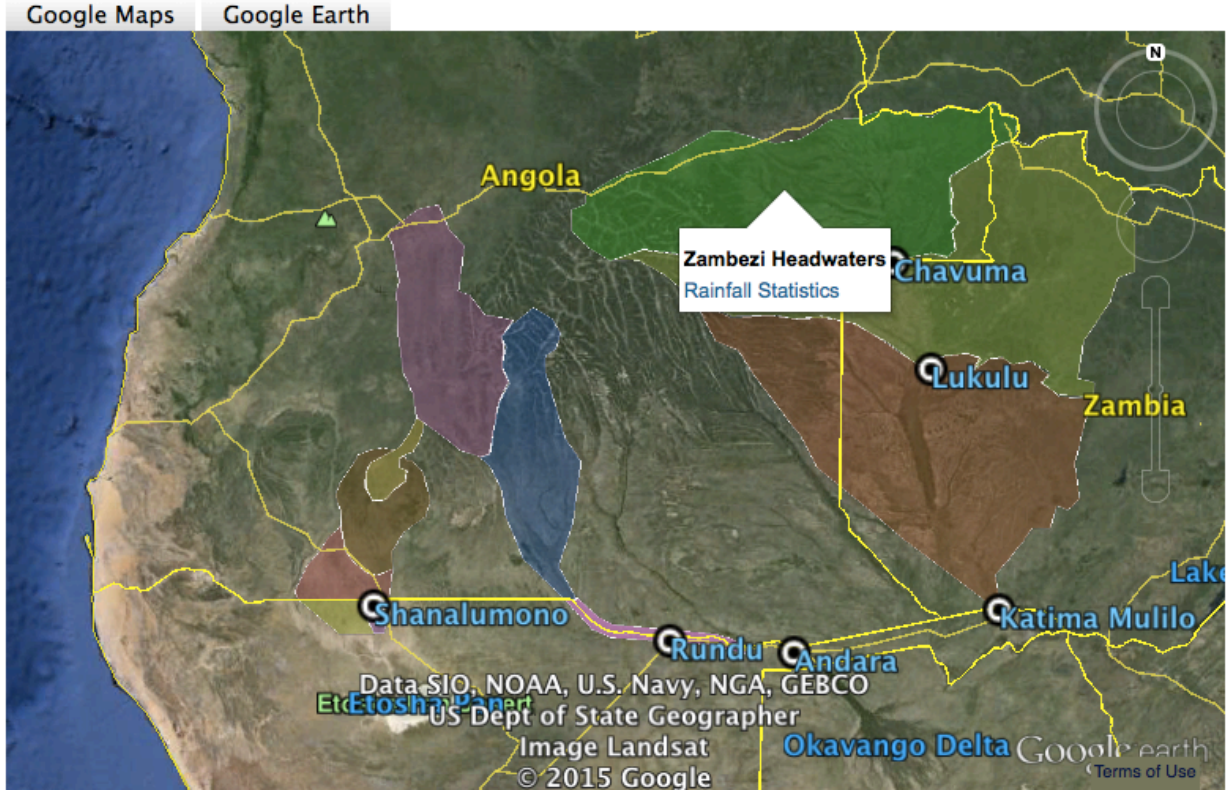 Google Maps
Google Earth
N
Angola
Zambezi Headwaters
Rainfall Statistics
Chavuma
Lukulu
Zambia
Lake
Shanalumono
Katima Mulilo
Rundu
Andara
Data SIO, NOAA, U.S. Navy, NGA, GEBCO
Etosha Pan
US Dept of State Geographer
Image Landsat
Okavango Delta
Google earth
© 2015 Google
Terms of Use